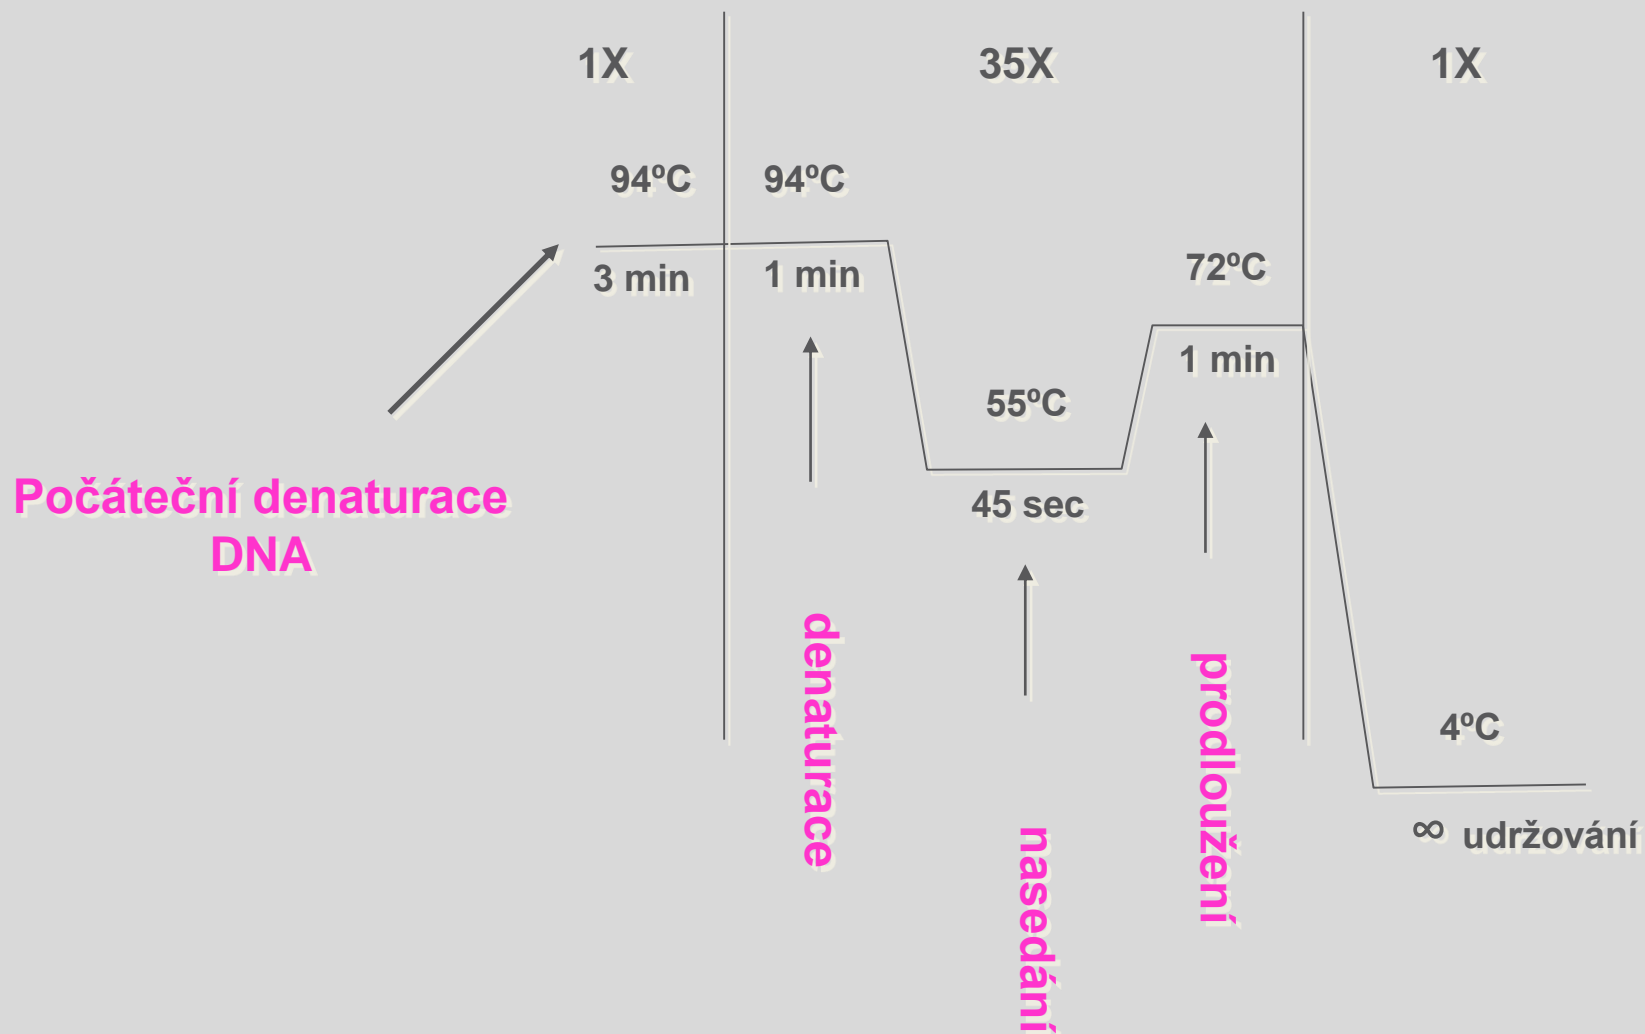 1X
35X
1X
94ºC
94ºC
3 min
1 min
72ºC
1 min
55ºC
45 sec
Počáteční denaturace
DNA
denaturace
nasedání
prodloužení
4ºC
∞ udržování